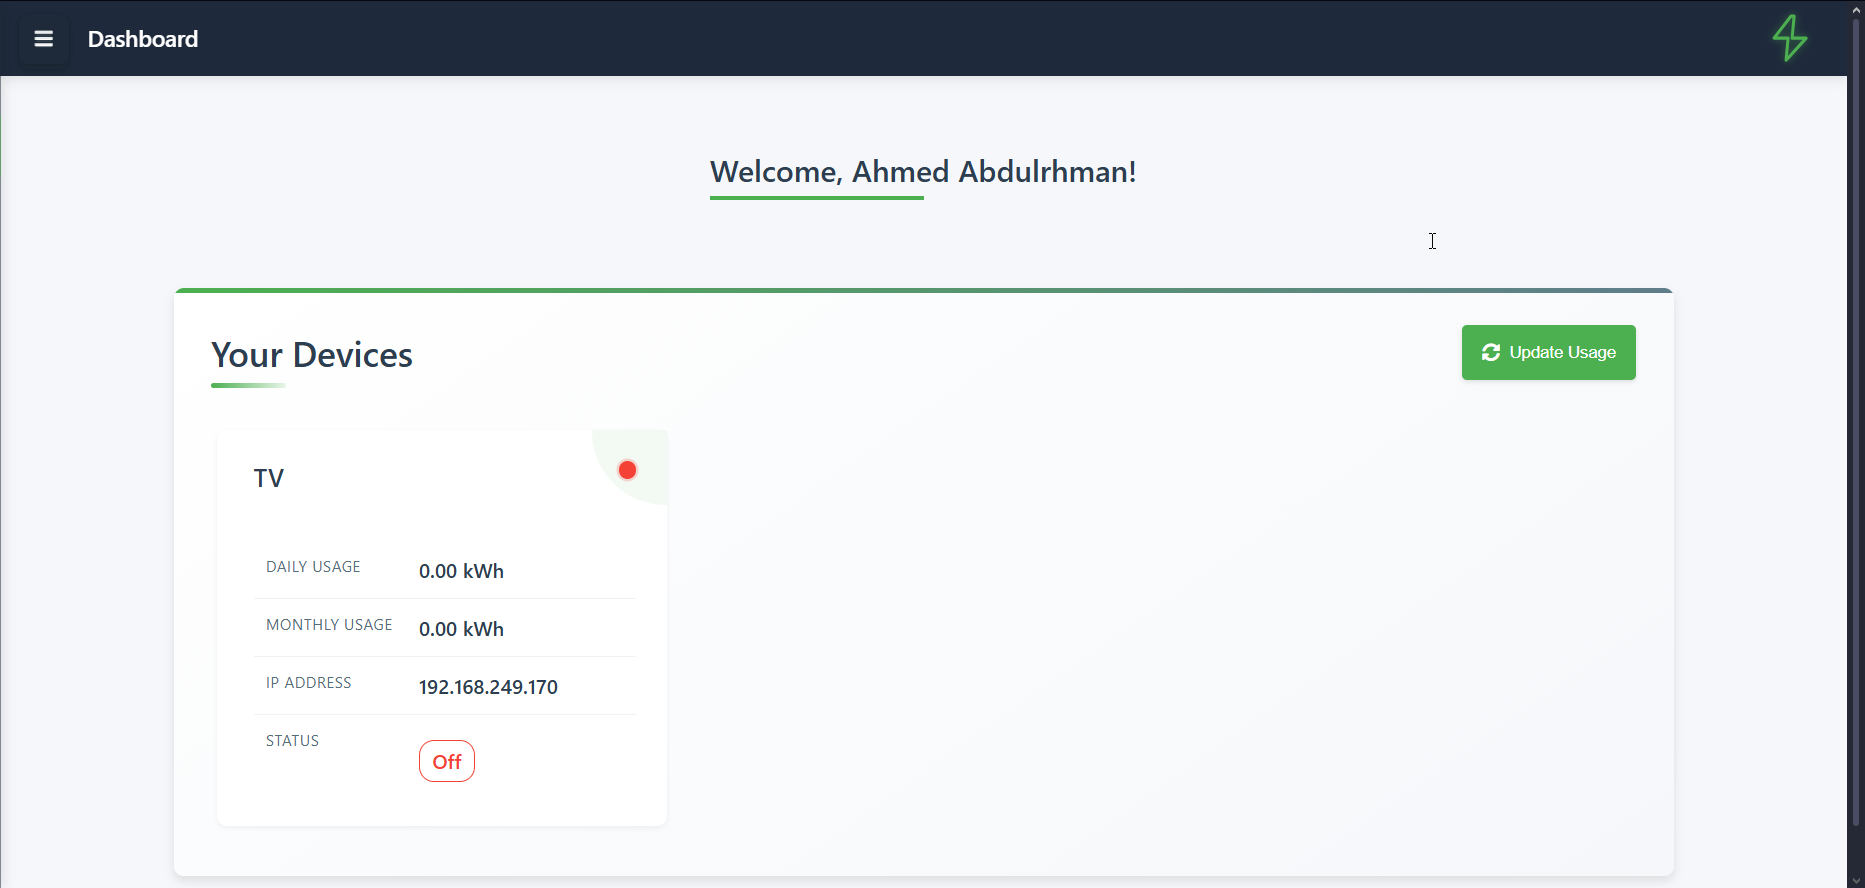 Dashboard
Welcome, Ahmed Abdulrhman!
Your Devices
Update Usage
TV
DAILY USAGE 0.00 kWh
MONTHLY USAGE 0.00 kWh
IP ADDRESS 192.168.249.170
STATUS Off